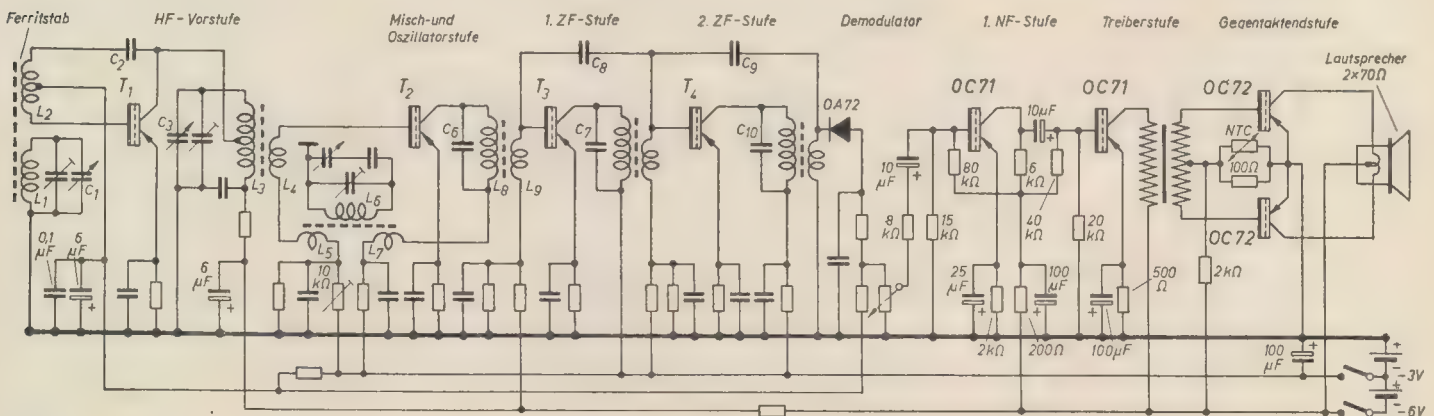 Ferritstab
HF-Vorstufe
Misch-und
Oszillatorstufe
1. ZF-Stufe
2. ZF-Stufe
Demodulator
1. NF-Stufe
Treiberstufe
Gegentaktendstufe
Lautsprecher
2×70Ω
C2
T1
L2
L1
C1
C3
L3
L4
T2
C6
L6
L5
L7
L8
L9
C8
T3
C7
C9
T4
C10
OA72
OC71
10µF
+
OC71
OC72
NTC
100Ω
OC72
10
µF
+
8
kΩ
15
kΩ
80
kΩ
6
kΩ
40
kΩ
20
kΩ
500
Ω
2kΩ
0,1
µF
6
µF
+
6
µF
+
10
kΩ
25
µF
+
2kΩ
200Ω
100
µF
+
100µF
+
100
µF
+
+
-
-3V
+
-
-6V